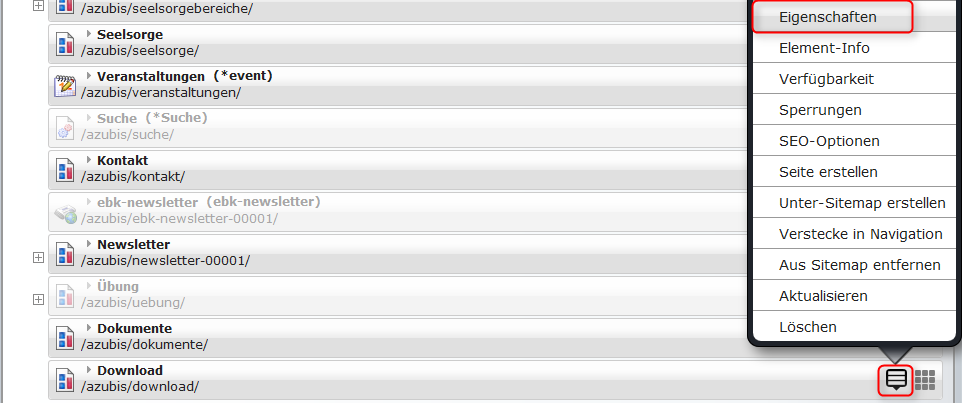 /azubis/seelsorgebereiche/
Seelsorge
/azubis/seelsorge/
Veranstaltungen (*event)
/azubis/veranstaltungen/
Suche (*Suche)
/azubis/suche/
Kontakt
/azubis/kontakt/
ebk-newsletter (ebk-newsletter)
/azubis/ebk-newsletter-00001/
Newsletter
/azubis/newsletter-00001/
Übung
/azubis/uebung/
Dokumente
/azubis/dokumente/
Download
/azubis/download/
Eigenschaften
Element-Info
Verfügbarkeit
Sperrungen
SEO-Optionen
Seite erstellen
Unter-Sitemap erstellen
Verstecke in Navigation
Aus Sitemap entfernen
Aktualisieren
Löschen